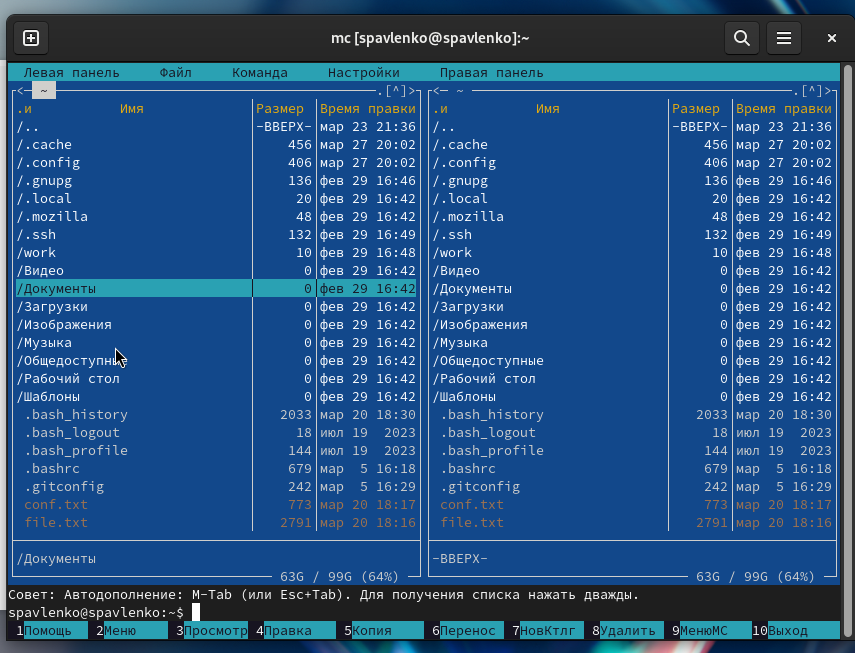 mc [spavlenko@spavlenko]:~
Левая панель Файл Команда Настройки Правая панель
<─ ~ .[^]> <─ ~ .[^]>
.и Имя Размер Время правки .и Имя Размер Время правки
/.. -ВВЕРХ- мар 23 21:36 /.. -ВВЕРХ- мар 23 21:36
/.cache 456 мар 27 20:02 /.cache 456 мар 27 20:02
/.config 406 мар 27 20:02 /.config 406 мар 27 20:02
/.gnupg 136 фев 29 16:46 /.gnupg 136 фев 29 16:46
/.local 20 фев 29 16:42 /.local 20 фев 29 16:42
/.mozilla 48 фев 29 16:42 /.mozilla 48 фев 29 16:42
/.ssh 132 фев 29 16:49 /.ssh 132 фев 29 16:49
/work 10 фев 29 16:48 /work 10 фев 29 16:48
/Видео 0 фев 29 16:42 /Видео 0 фев 29 16:42
/Документы 0 фев 29 16:42 /Документы 0 фев 29 16:42
/Загрузки 0 фев 29 16:42 /Загрузки 0 фев 29 16:42
/Изображения 0 фев 29 16:42 /Изображения 0 фев 29 16:42
/Музыка 0 фев 29 16:42 /Музыка 0 фев 29 16:42
/Общедоступные 0 фев 29 16:42 /Общедоступные 0 фев 29 16:42
/Рабочий стол 0 фев 29 16:42 /Рабочий стол 0 фев 29 16:42
/Шаблоны 0 фев 29 16:42 /Шаблоны 0 фев 29 16:42
.bash_history 2033 мар 20 18:30 .bash_history 2033 мар 20 18:30
.bash_logout 18 июл 19 2023 .bash_logout 18 июл 19 2023
.bash_profile 144 июл 19 2023 .bash_profile 144 июл 19 2023
.bashrc 679 мар 5 16:18 .bashrc 679 мар 5 16:18
.gitconfig 242 мар 5 16:29 .gitconfig 242 мар 5 16:29
conf.txt 773 мар 20 18:17 conf.txt 773 мар 20 18:17
file.txt 2791 мар 20 18:16 file.txt 2791 мар 20 18:16
/Документы -ВВЕРХ-
63G / 99G (64%) 63G / 99G (64%)
Совет: Автодополнение: M-Tab (или Esc+Tab). Для получения списка нажать дважды.
spavlenko@spavlenko:~$
1Помощь 2Меню 3Просмотр 4Правка 5Копия 6Перенос 7НовКтлг 8Удалить 9МенюMC 10Выход